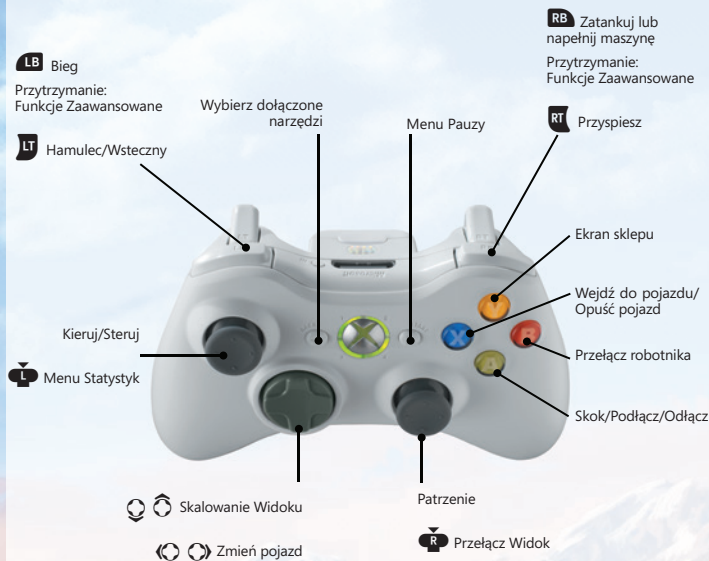 RB Zatankuj lub
napełnij maszynę
Przytrzymanie:
Funkcje Zaawansowane
LB Bieg
Przytrzymanie:
Funkcje Zaawansowane
Wybierz dołączone
narzędzi
Menu Pauzy
RT Przyspiesz
LT Hamulec/Wsteczny
Ekran sklepu
Wejdź do pojazdu/
Opuść pojazd
Kieruj/Steruj
Przełącz robotnika
L Menu Statystyk
Skok/Podłącz/Odłącz
Skalowanie Widoku
Patrzenie
R Przełącz Widok
Zmień pojazd
Y
X
B
A